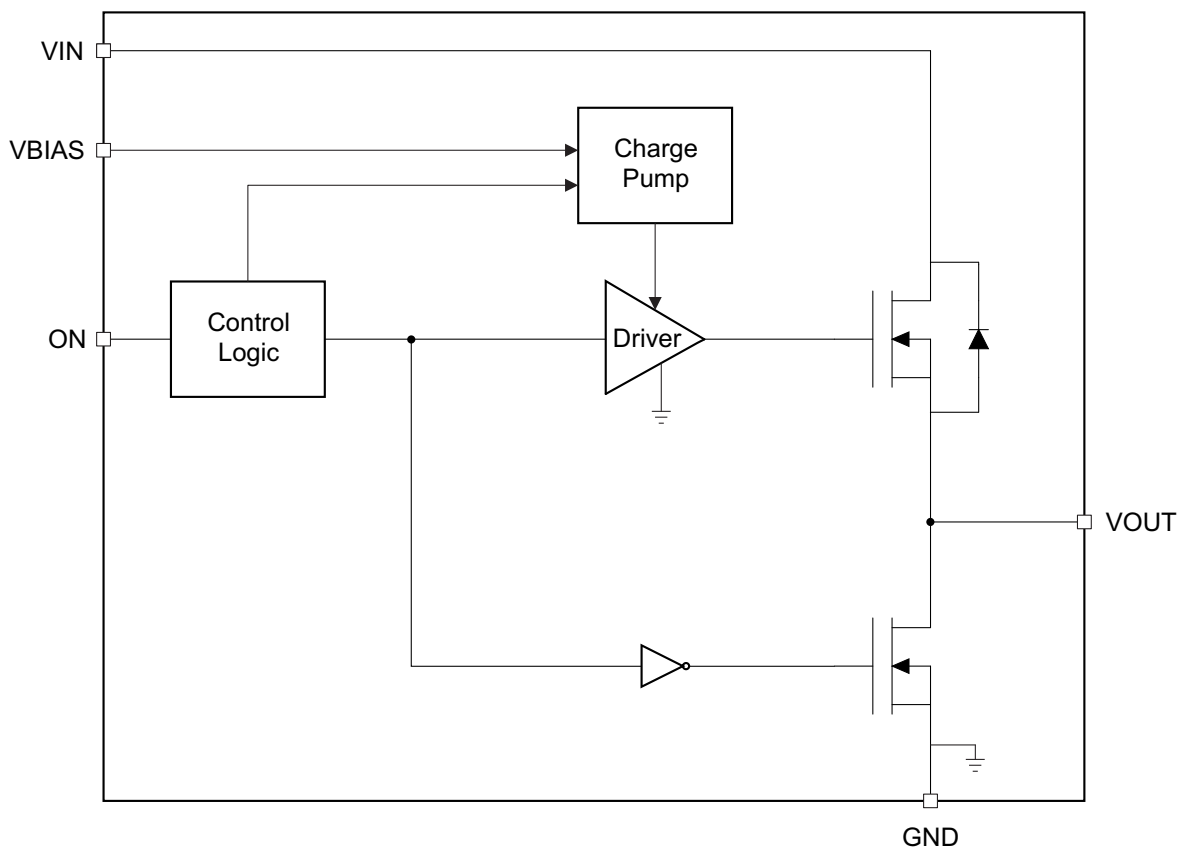 VIN
VBIAS
Charge
Pump
ON
Control
Logic
Driver
VOUT
GND